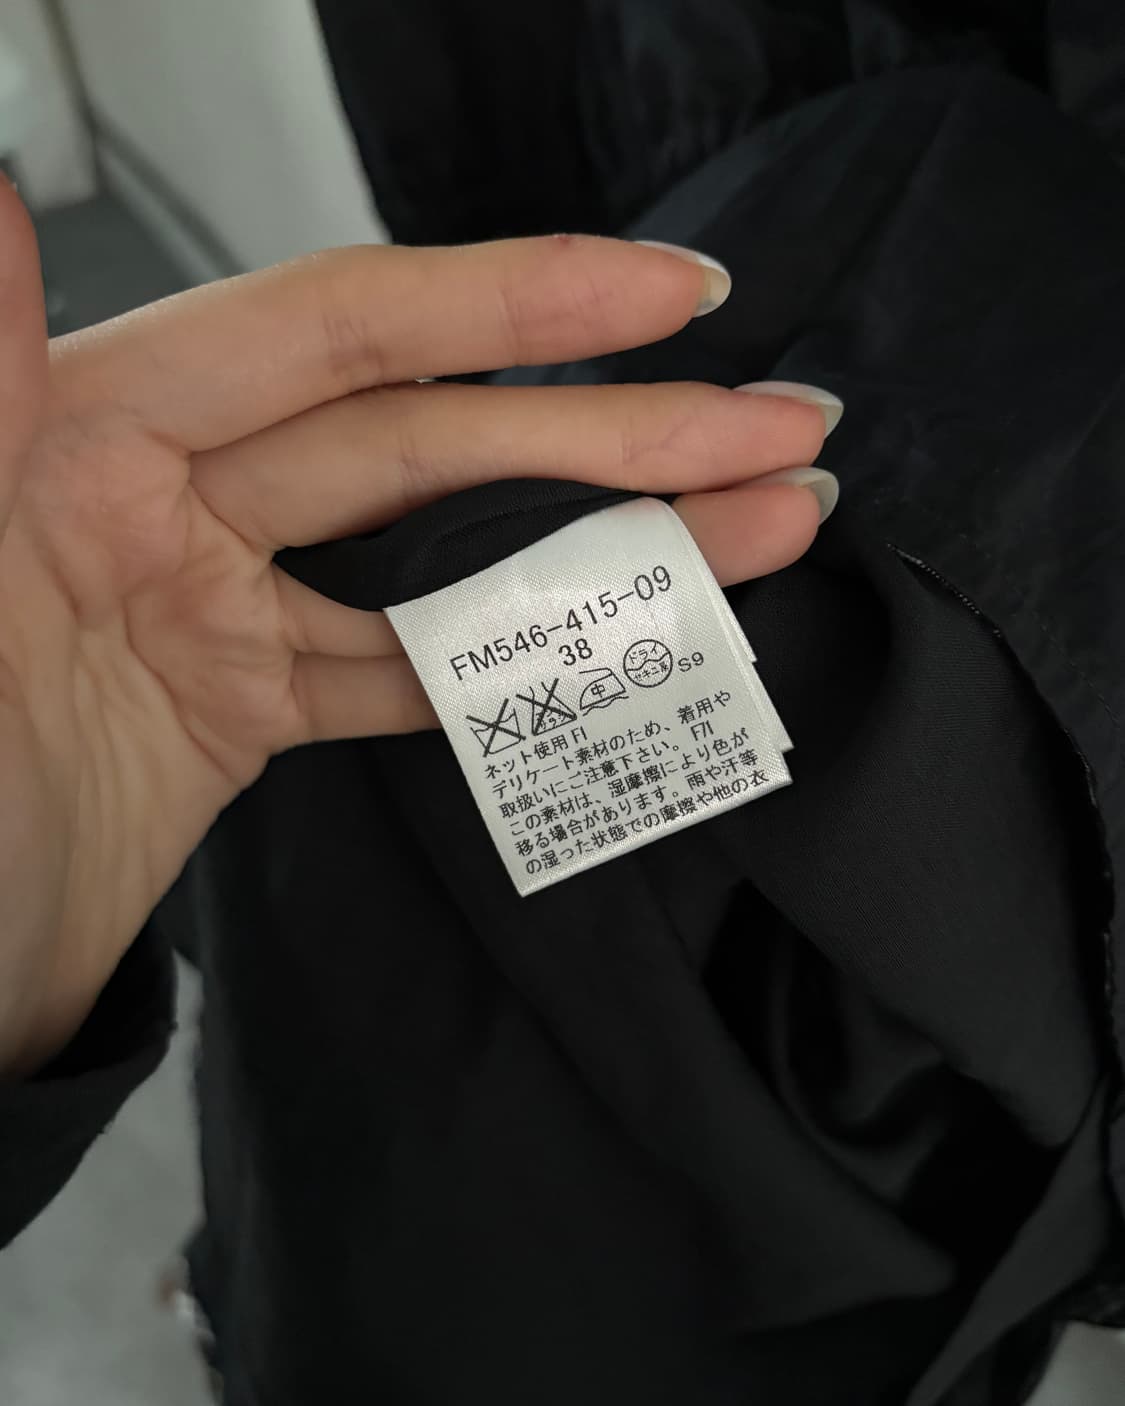 FM546-415-09
38
ドライ
セキユ系
S9
ネット使用 FI
デリケート素材のため、着用や
取扱いにご注意下さい。 F71
この素材は、湿摩擦により色が
移る場合があります。雨や汗等
の湿った状態での摩擦や他の衣